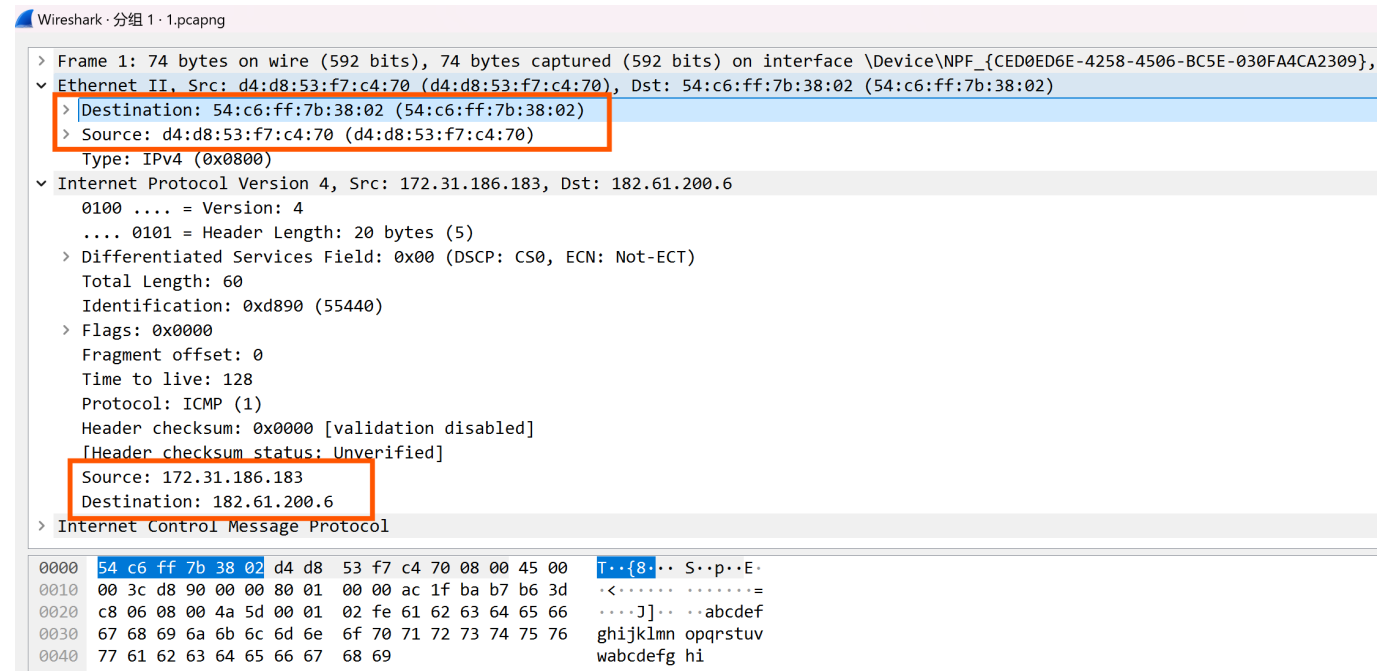 Wireshark · 分组 1 · 1.pcapng
> Frame 1: 74 bytes on wire (592 bits), 74 bytes captured (592 bits) on interface \Device\NPF_{CED0ED6E-4258-4506-BC5E-030FA4CA2309},
Ethernet II, Src: d4:d8:53:f7:c4:70 (d4:d8:53:f7:c4:70), Dst: 54:c6:ff:7b:38:02 (54:c6:ff:7b:38:02)
> Destination: 54:c6:ff:7b:38:02 (54:c6:ff:7b:38:02)
> Source: d4:d8:53:f7:c4:70 (d4:d8:53:f7:c4:70)
Type: IPv4 (0x0800)
Internet Protocol Version 4, Src: 172.31.186.183, Dst: 182.61.200.6
0100 .... = Version: 4
.... 0101 = Header Length: 20 bytes (5)
> Differentiated Services Field: 0x00 (DSCP: CS0, ECN: Not-ECT)
Total Length: 60
Identification: 0xd890 (55440)
> Flags: 0x0000
Fragment offset: 0
Time to live: 128
Protocol: ICMP (1)
Header checksum: 0x0000 [validation disabled]
[Header checksum status: Unverified]
Source: 172.31.186.183
Destination: 182.61.200.6
> Internet Control Message Protocol
0000 54 c6 ff 7b 38 02 d4 d8 53 f7 c4 70 08 00 45 00 T··{8··· S··p··E·
0010 00 3c d8 90 00 00 80 01 00 00 ac 1f ba b7 b6 3d ·<······ ·······=
0020 c8 06 08 00 4a 5d 00 01 02 fe 61 62 63 64 65 66 ····J]·· ··abcdef
0030 67 68 69 6a 6b 6c 6d 6e 6f 70 71 72 73 74 75 76 ghijklmn opqrstuv
0040 77 61 62 63 64 65 66 67 68 69 wabcdefg hi